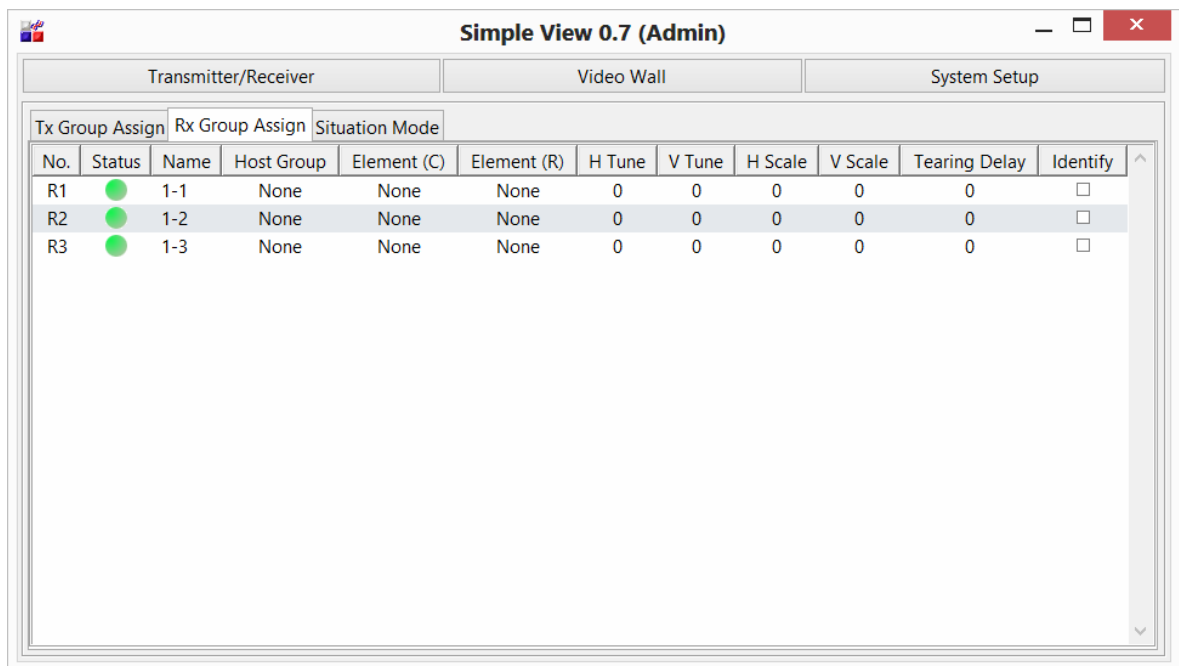 Simple View 0.7 (Admin)
Transmitter/Receiver Video Wall System Setup
Tx Group Assign Rx Group Assign Situation Mode
No. Status Name Host Group Element (C) Element (R) H Tune V Tune H Scale V Scale Tearing Delay Identify
R1 1-1 None None None 0 0 0 0 0
R2 1-2 None None None 0 0 0 0 0
R3 1-3 None None None 0 0 0 0 0